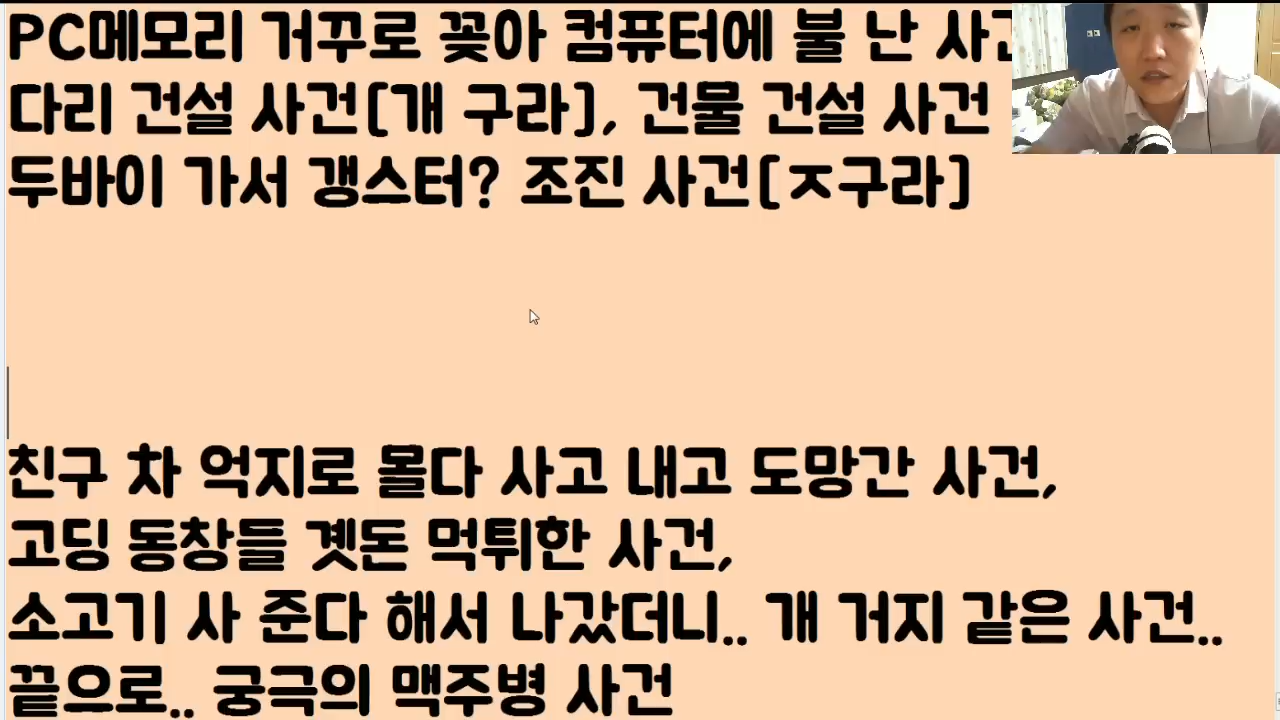 PC메모리 거꾸로 꽂아 컴퓨터에 불 난
다리 건설 사건[개 구라], 건물 건설 사건
두바이 가서 갱스터? 조진 사건[ㅈ구라]
친구 차 억지로 몰다 사고 내고 도망간 사건,
고딩 동창들 곗돈 먹튀한 사건,
소고기 사 준다 해서 나갔더니.. 개 거지 같은 사건..
끝으로.. 궁극의 맥주병 사건